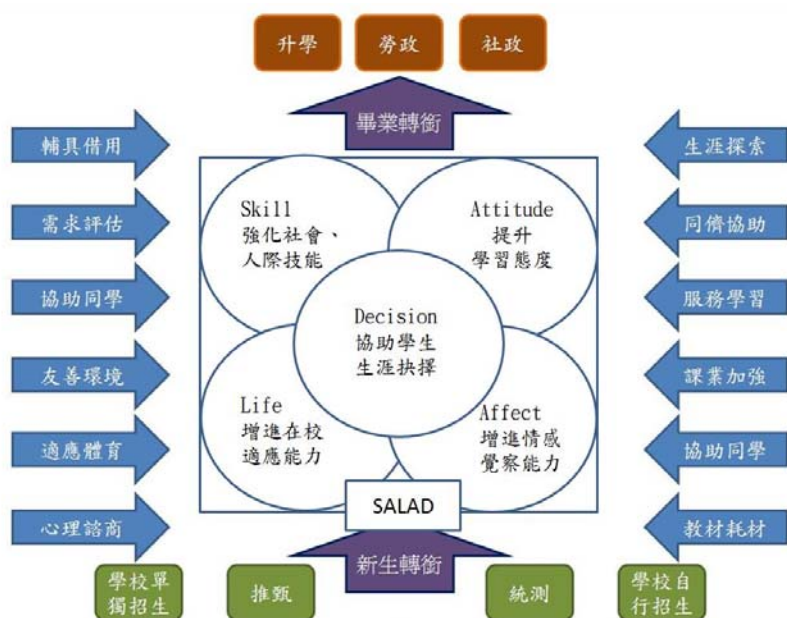 升學
勞政
社政
畢業轉銜
輔具借用
需求評估
協助同學
友善環境
適應體育
心理諮商
生涯探索
同儕協助
服務學習
課業加強
協助同學
教材耗材
Skill
強化社會、
人際技能
Attitude
提升
學習態度
Decision
協助學生
生涯抉擇
Life
增進在校
適應能力
Affect
增進情感
覺察能力
SALAD
新生轉銜
學校單
獨招生
推甄
統測
學校自
行招生